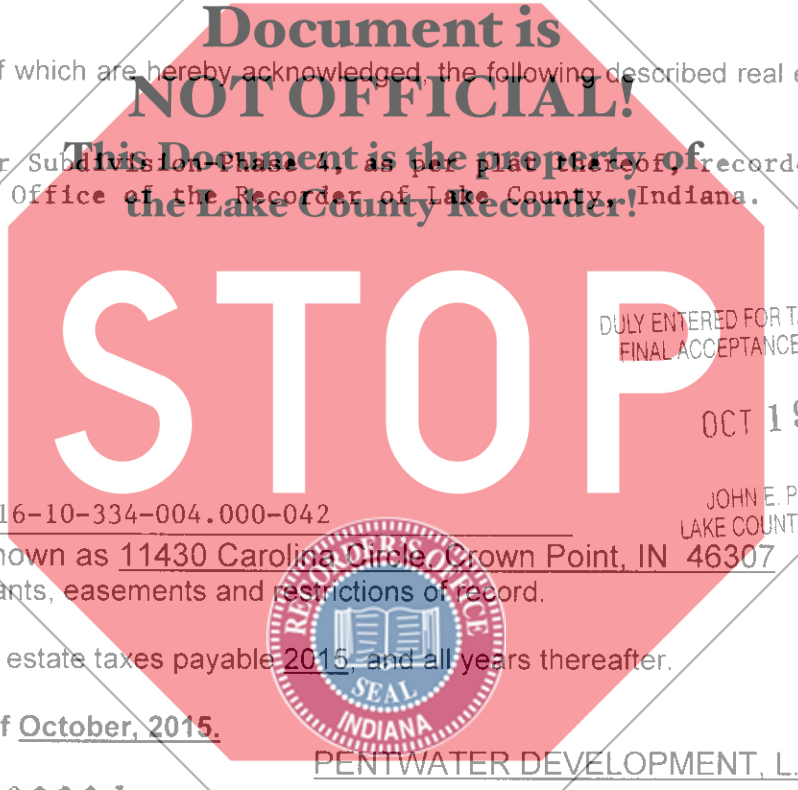 Document is
f which are hereby acknowledged, the following described real e
NOT OFFICIAL!
This Document is the property of
r Subdivision-Phase 4, as per plat thereof, recorde
Office of the Recorder of Lake County, Indiana.
the Lake County Recorder!
STOP
DULY ENTERED FOR TA
FINAL ACCEPTANCE
OCT 19
JOHN E. P
LAKE COUNT
16-10-334-004.000-042
nown as 11430 Carolina Circle, Crown Point, IN 46307
ants, easements and restrictions of record.
RECORDER'S OFFICE
estate taxes payable 2015, and all years thereafter.
SEAL
INDIANA
f October, 2015.
PENTWATER DEVELOPMENT, L.